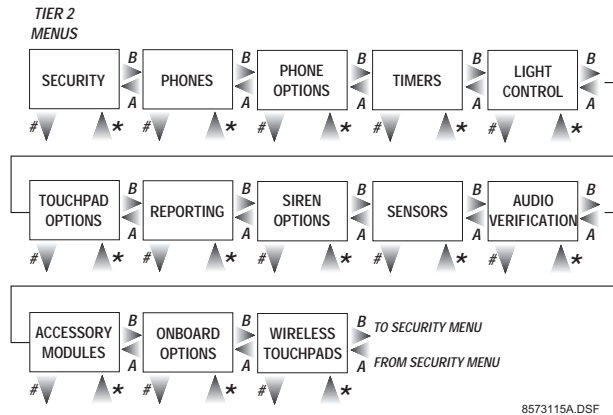 TIER 2
MENUS
SECURITY
B
A
PHONES
B
A
PHONE
OPTIONS
B
A
TIMERS
B
A
LIGHT
CONTROL
B
A
# *
# *
# *
# *
# *
TOUCHPAD
OPTIONS
B
A
REPORTING
B
A
SIREN
OPTIONS
B
A
SENSORS
B
A
AUDIO
VERIFICATION
B
A
# *
# *
# *
# *
# *
ACCESSORY
MODULES
B
A
ONBOARD
OPTIONS
B
A
WIRELESS
TOUCHPADS
B TO SECURITY MENU
A FROM SECURITY MENU
# *
# *
# *
8573115A.DSF